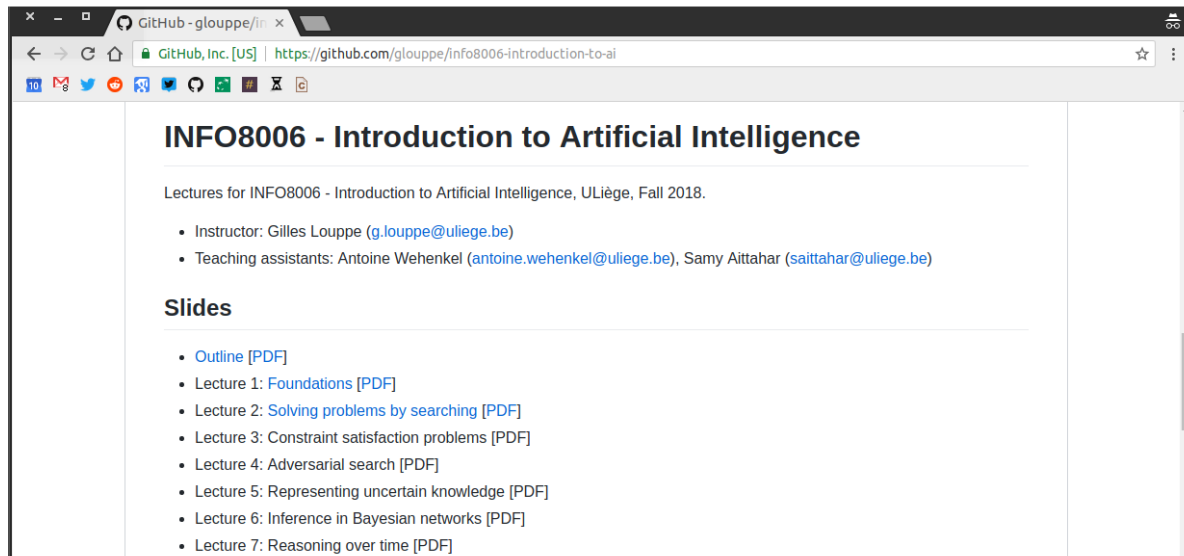 GitHub - glouppe/in
GitHub, Inc. [US] | https://github.com/glouppe/info8006-introduction-to-ai
10 8 # c
INFO8006 - Introduction to Artificial Intelligence
Lectures for INFO8006 - Introduction to Artificial Intelligence, ULiège, Fall 2018.
• Instructor: Gilles Louppe (g.louppe@uliege.be)
• Teaching assistants: Antoine Wehenkel (antoine.wehenkel@uliege.be), Samy Aittahar (saittahar@uliege.be)
Slides
• Outline [PDF]
• Lecture 1: Foundations [PDF]
• Lecture 2: Solving problems by searching [PDF]
• Lecture 3: Constraint satisfaction problems [PDF]
• Lecture 4: Adversarial search [PDF]
• Lecture 5: Representing uncertain knowledge [PDF]
• Lecture 6: Inference in Bayesian networks [PDF]
• Lecture 7: Reasoning over time [PDF]